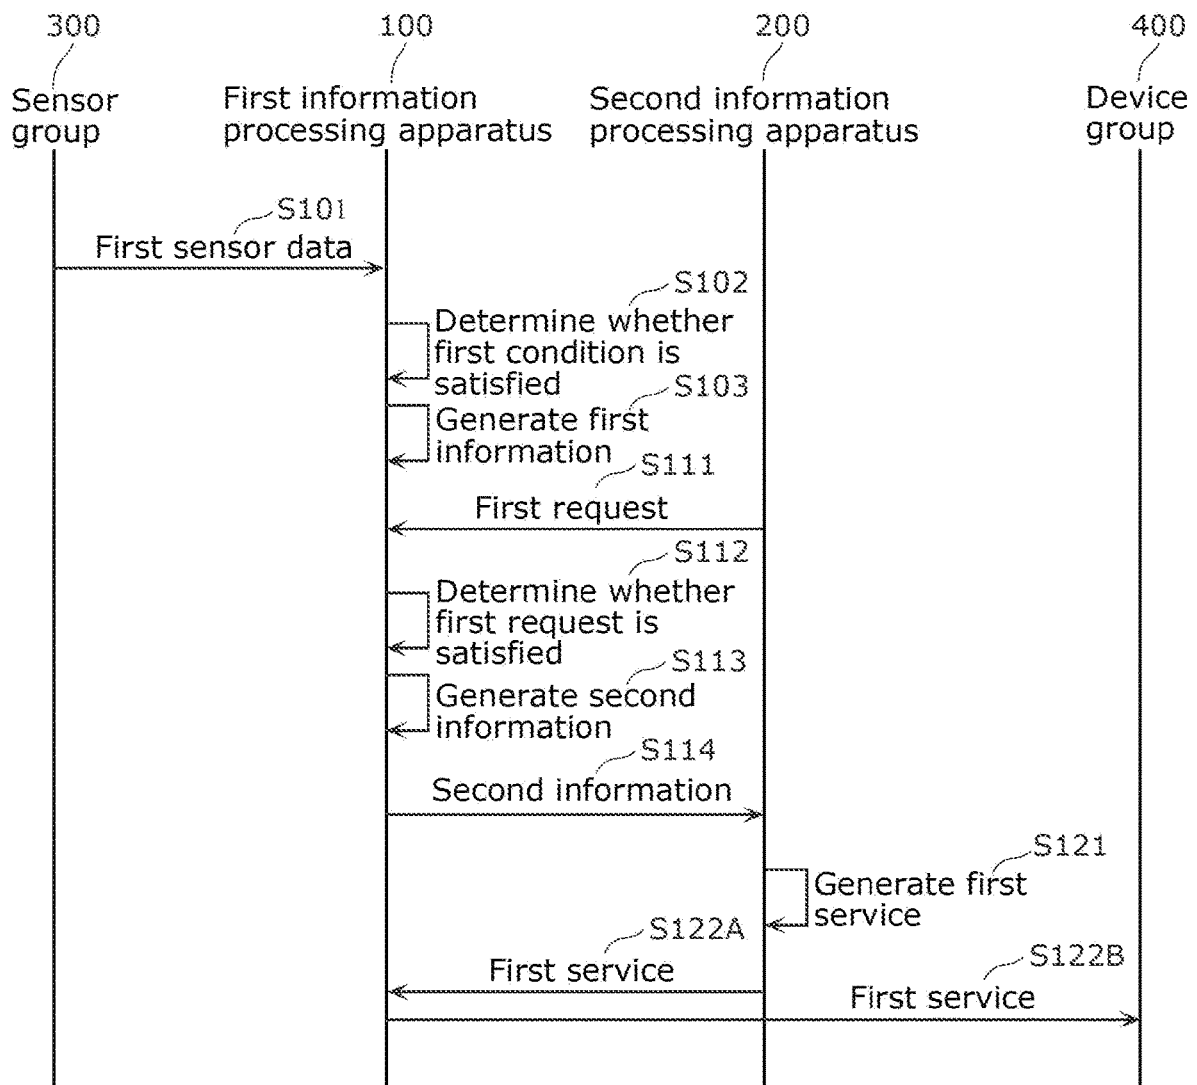 300
100
200
400
Sensor
group
First information
processing apparatus
Second information
processing apparatus
Device
group
S101
First sensor data
S102
Determine whether
first condition is
satisfied
S103
Generate first
information
S111
First request
S112
Determine whether
first request is
satisfied
S113
Generate second
information
S114
Second information
S121
Generate first
service
S122A
First service
S122B
First service